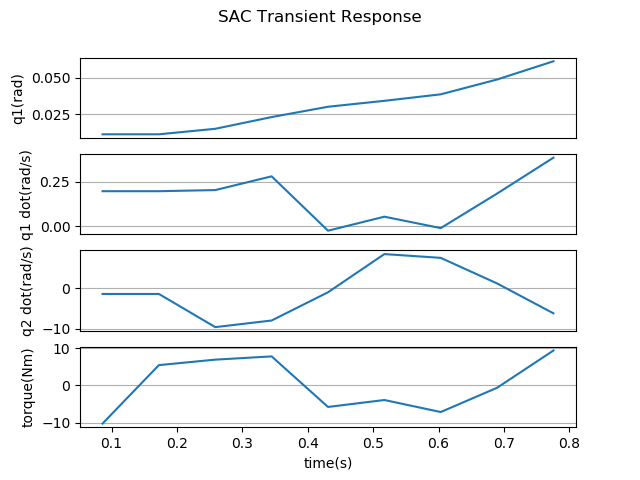 SAC Transient Response
q1(rad)
0.050
0.025
q1 dot(rad/s)
0.25
0.00
q2 dot(rad/s)
0
−10
torque(Nm)
10
0
−10
0.1 0.2 0.3 0.4 0.5 0.6 0.7 0.8
time(s)